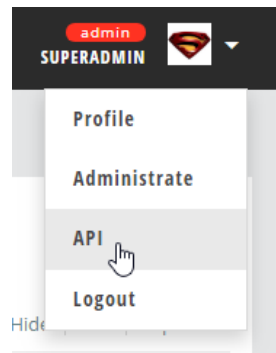 admin
SUPERADMIN
Profile
Administrate
API
Logout
Hide